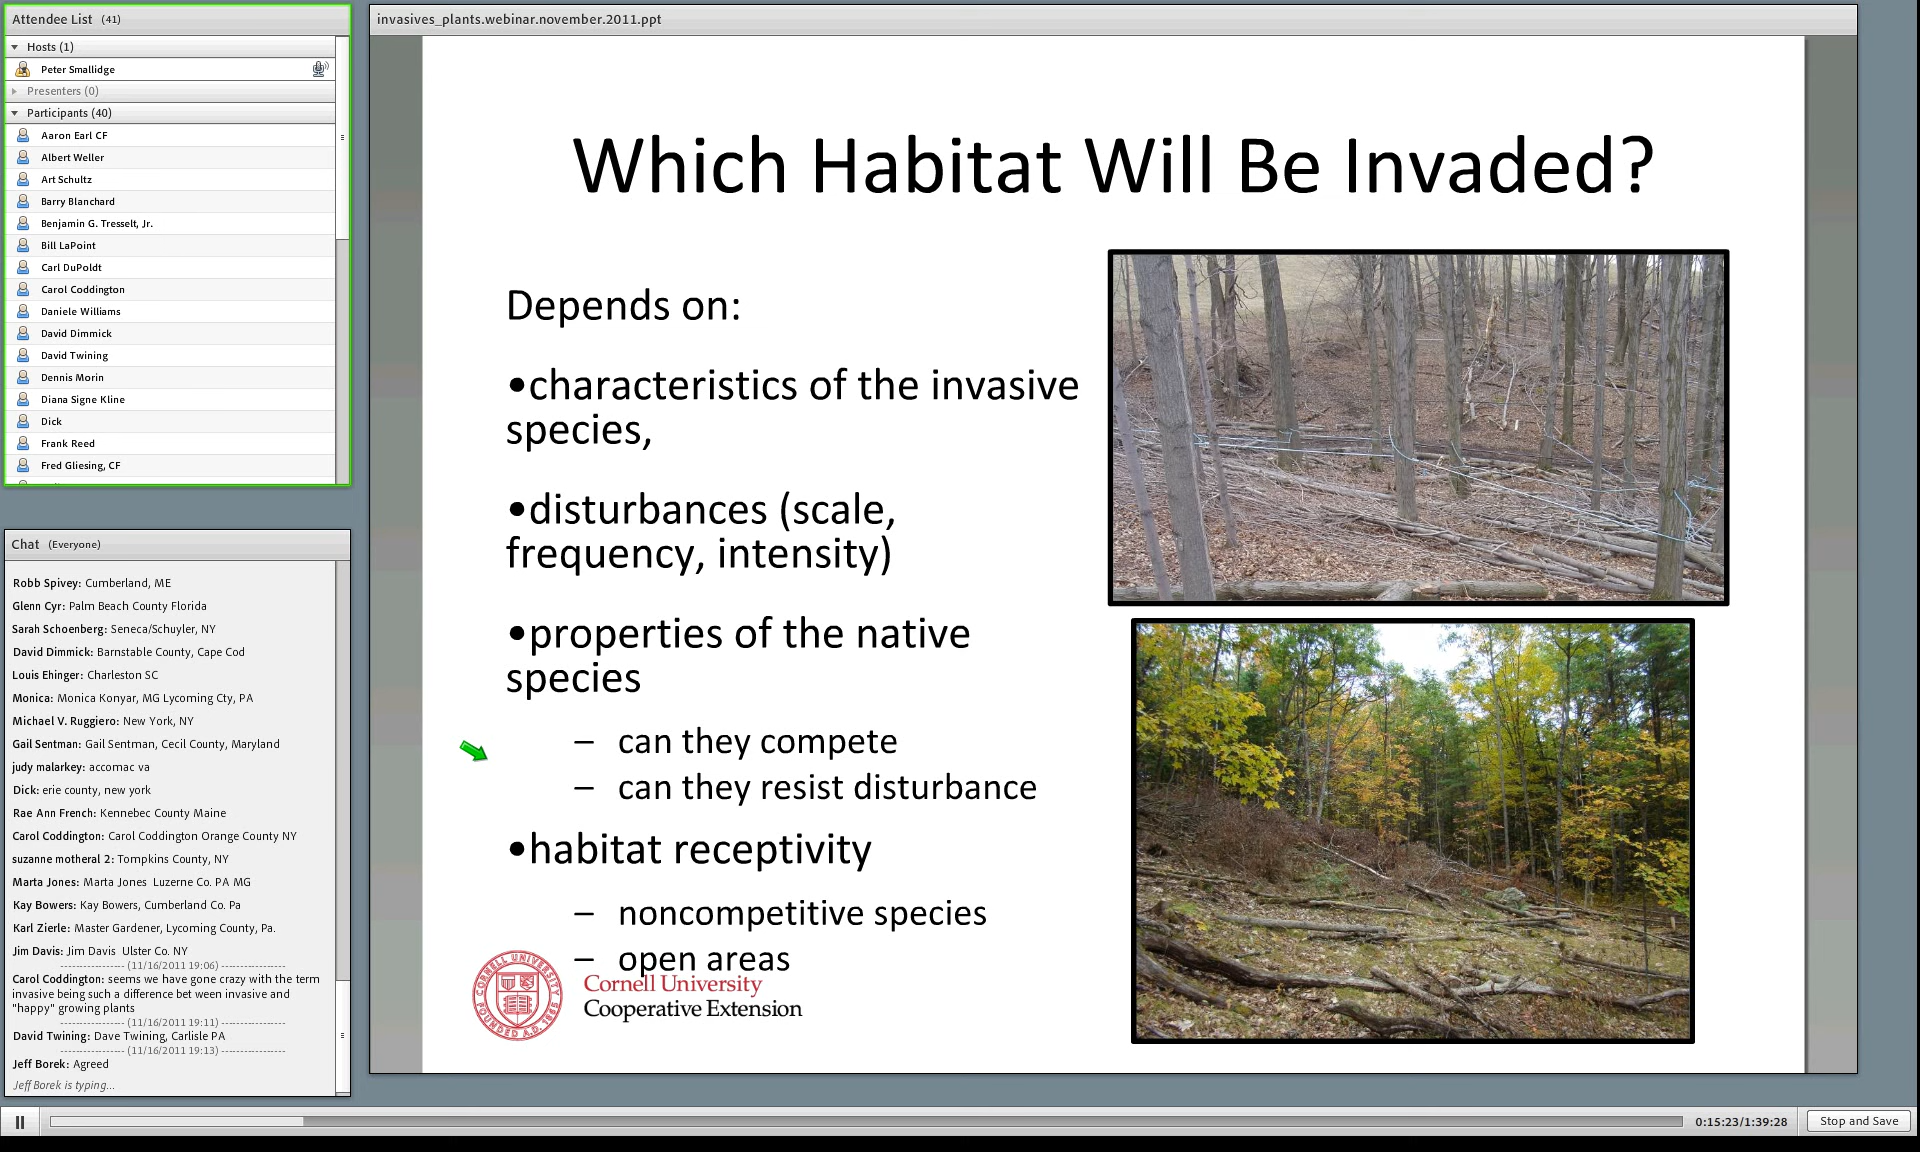 Attendee List (41)
Hosts (1)
Peter Smallidge
Presenters (0)
Participants (40)
Aaron Earl CF
Albert Weller
Art Schultz
Barry Blanchard
Benjamin G. Tresselt, Jr.
Bill LaPoint
Carl DuPoldt
Carol Coddington
Daniele Williams
David Dimmick
David Twining
Dennis Morin
Diana Signe Kline
Dick
Frank Reed
Fred Gliesing, CF
Chat (Everyone)
Robb Spivey: Cumberland, ME
Glenn Cyr: Palm Beach County Florida
Sarah Schoenberg: Seneca/Schuyler, NY
David Dimmick: Barnstable County, Cape Cod
Louis Ehinger: Charleston SC
Monica: Monica Konyar, MG Lycoming Cty, PA
Michael V. Ruggiero: New York, NY
Gail Sentman: Gail Sentman, Cecil County, Maryland
judy malarkey: accomac va
Dick: erie county, new york
Rae Ann French: Kennebec County Maine
Carol Coddington: Carol Coddington Orange County NY
suzanne motheral 2: Tompkins County, NY
Marta Jones: Marta Jones Luzerne Co. PA MG
Kay Bowers: Kay Bowers, Cumberland Co. Pa
Karl Zierle: Master Gardener, Lycoming County, Pa.
Jim Davis: Jim Davis Ulster Co. NY
----------------- (11/16/2011 19:06) -----------------
Carol Coddington: seems we have gone crazy with the term
invasive being such a difference bet ween invasive and
"happy" growing plants
----------------- (11/16/2011 19:11) -----------------
David Twining: Dave Twining, Carlisle PA
----------------- (11/16/2011 19:13) -----------------
Jeff Borek: Agreed
Jeff Borek is typing...
invasives_plants.webinar.november.2011.ppt
Which Habitat Will Be Invaded?
Depends on:
•characteristics of the invasive
species,
•disturbances (scale,
frequency, intensity)
•properties of the native
species
– can they compete
– can they resist disturbance
•habitat receptivity
– noncompetitive species
– open areas
CORNELL UNIVERSITY
FOUNDED A.D. 1865
Cornell University
Cooperative Extension
0:15:23/1:39:28
Stop and Save